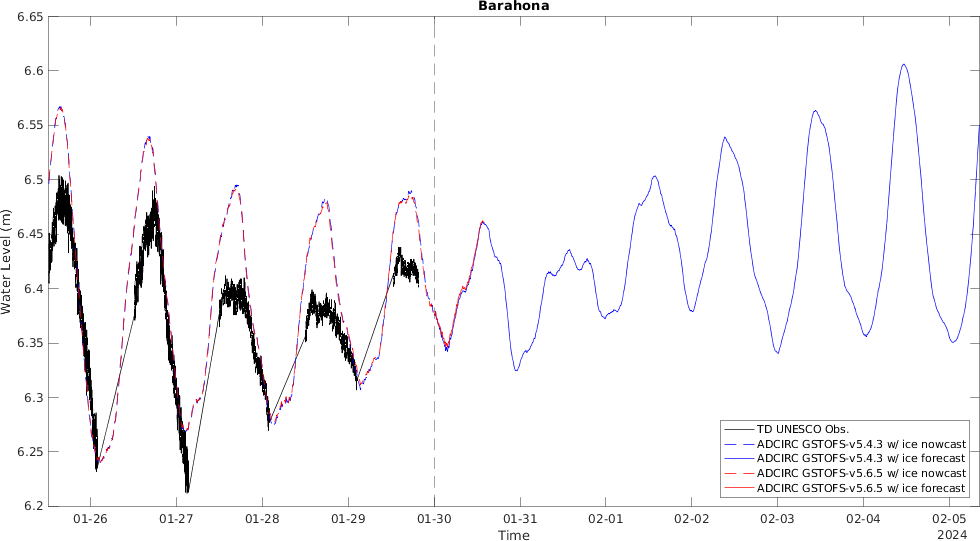 Barahona
6.65
6.6
6.55
6.5
6.45
6.4
6.35
6.3
6.25
6.2
Water Level (m)
01-26 01-27 01-28 01-29 01-30 01-31 02-01 02-02 02-03 02-04 02-05
Time 2024
TD UNESCO Obs.
ADCIRC GSTOFS-v5.4.3 w/ ice nowcast
ADCIRC GSTOFS-v5.4.3 w/ ice forecast
ADCIRC GSTOFS-v5.6.5 w/ ice nowcast
ADCIRC GSTOFS-v5.6.5 w/ ice forecast